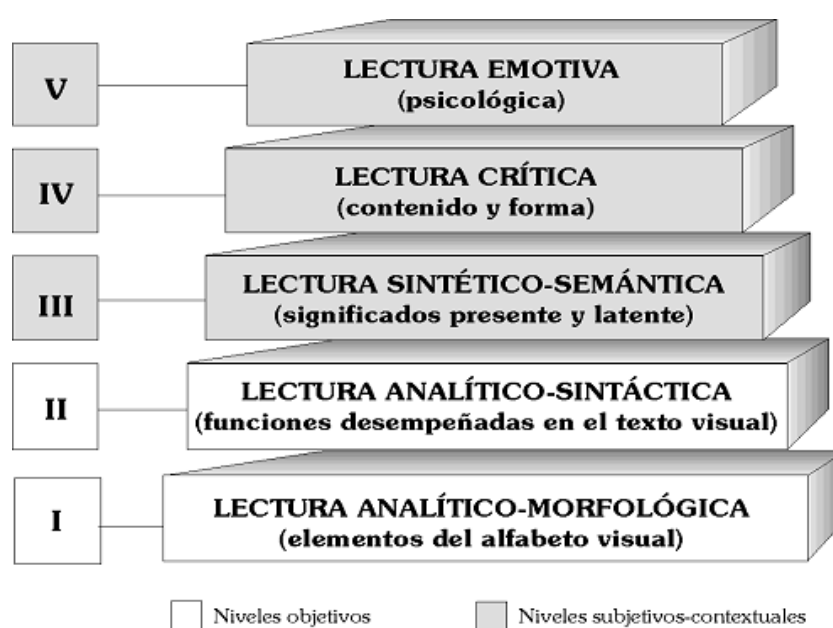 V
LECTURA EMOTIVA
(psicológica)
IV
LECTURA CRÍTICA
(contenido y forma)
III
LECTURA SINTÉTICO-SEMÁNTICA
(significados presente y latente)
II
LECTURA ANALÍTICO-SINTÁCTICA
(funciones desempeñadas en el texto visual)
I
LECTURA ANALÍTICO-MORFOLÓGICA
(elementos del alfabeto visual)
Niveles objetivos
Niveles subjetivos-contextuales